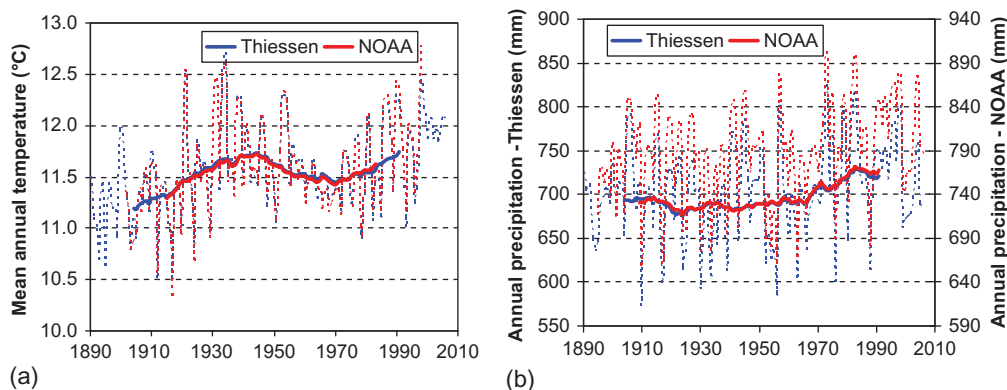 Mean annual temperature (°C)
13.0
12.5
12.0
11.5
11.0
10.5
10.0
Thiessen NOAA
1890 1910 1930 1950 1970 1990 2010
(a)
Annual precipitation -Thiessen (mm)
900
850
800
750
700
650
600
550
Thiessen NOAA
940
890
840
790
740
690
640
590
Annual precipitation - NOAA (mm)
1890 1910 1930 1950 1970 1990 2010
(b)